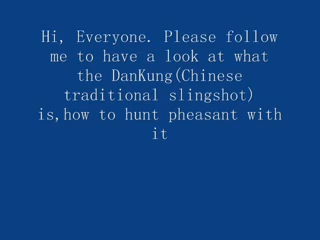 Hi, Everyone. Please follow
me to have a look at what
the DanKung(Chinese
traditional slingshot)
is,how to hunt pheasant with
it